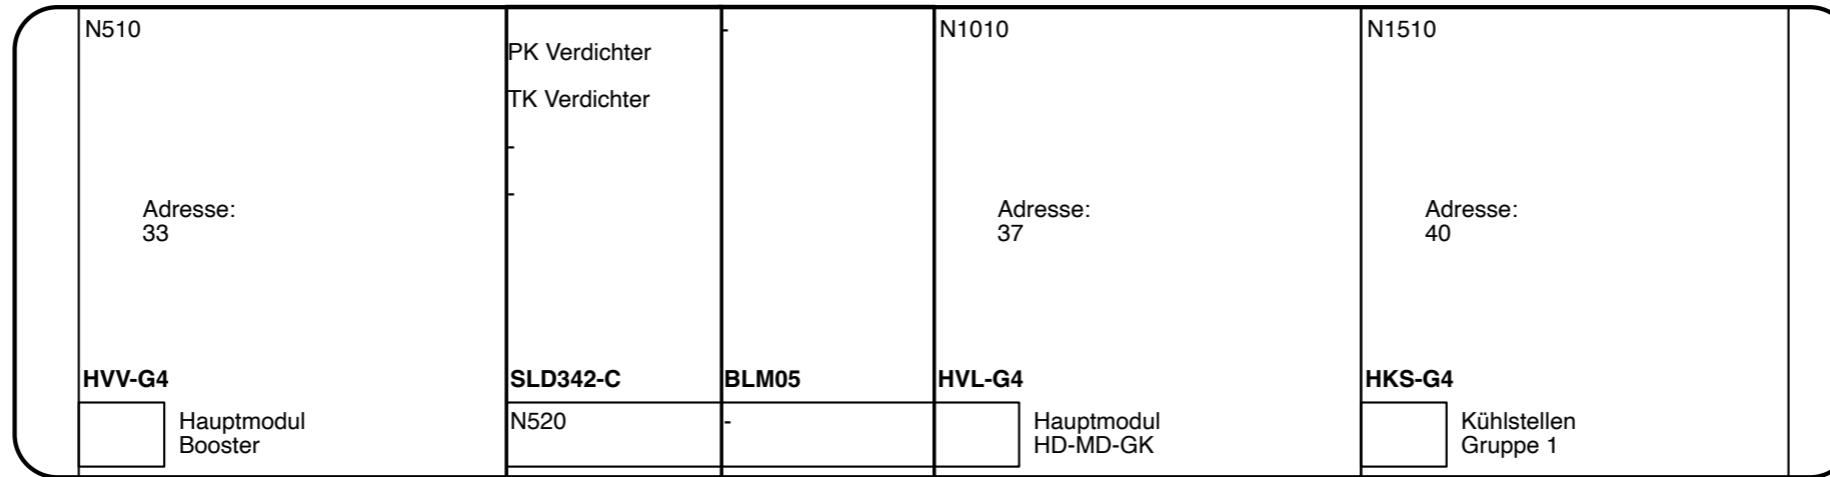 N510
Adresse:
33
HVV-G4
Hauptmodul
Booster
PK Verdichter
TK Verdichter
-
-
SLD342-C
N520
-
BLM05
-
N1010
Adresse:
37
HVL-G4
Hauptmodul
HD-MD-GK
N1510
Adresse:
40
HKS-G4
Kühlstellen
Gruppe 1